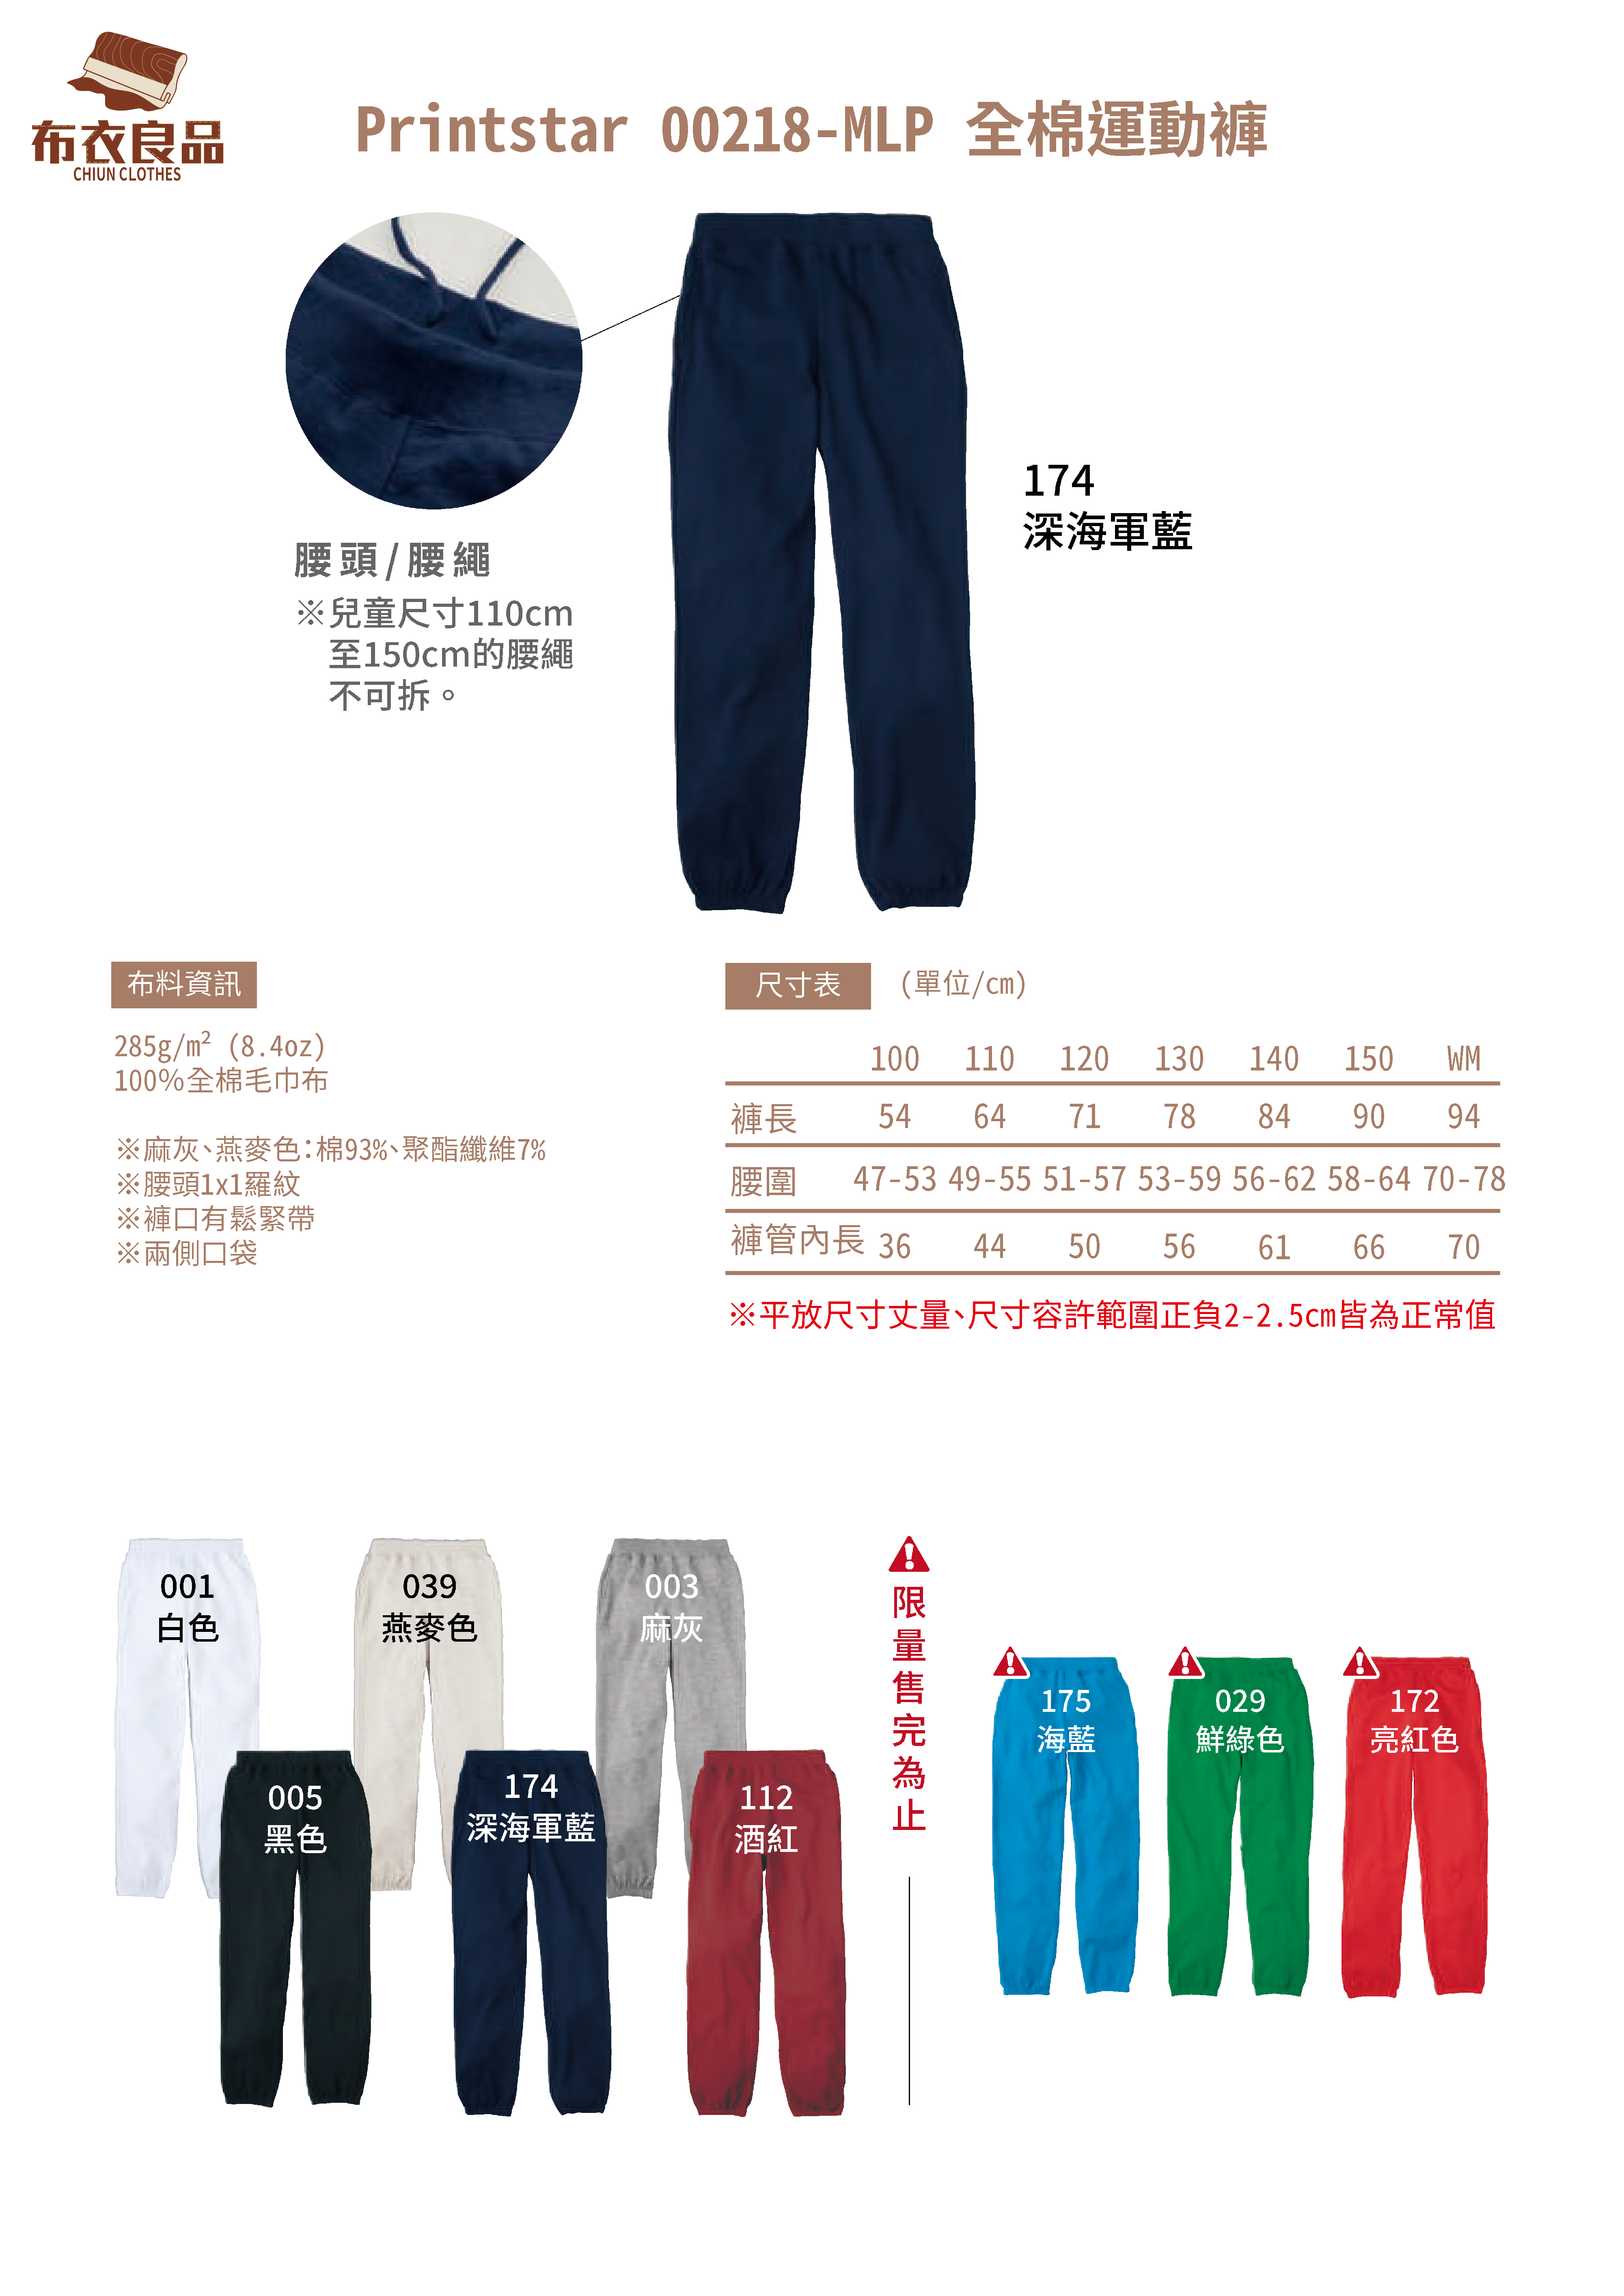 布衣良品
CHIUN CLOTHES
Printstar 00218-MLP 全棉運動褲
174
深海軍藍
腰頭/腰繩
※兒童尺寸110cm
至150cm的腰繩
不可拆。
布料資訊
285g/m² (8.4oz)
100%全棉毛巾布
※麻灰、燕麥色:棉93%、聚酯纖維7%
※腰頭1x1羅紋
※褲口有鬆緊帶
※兩側口袋
尺寸表 (單位/cm)
100 110 120 130 140 150 WM
褲長 54 64 71 78 84 90 94
腰圍 47-53 49-55 51-57 53-59 56-62 58-64 70-78
褲管內長 36 44 50 56 61 66 70
※平放尺寸丈量、尺寸容許範圍正負2-2.5cm皆為正常值
001
白色
039
燕麥色
003
麻灰
005
黑色
174
深海軍藍
112
酒紅
限量售完為止
175
海藍
029
鮮綠色
172
亮紅色